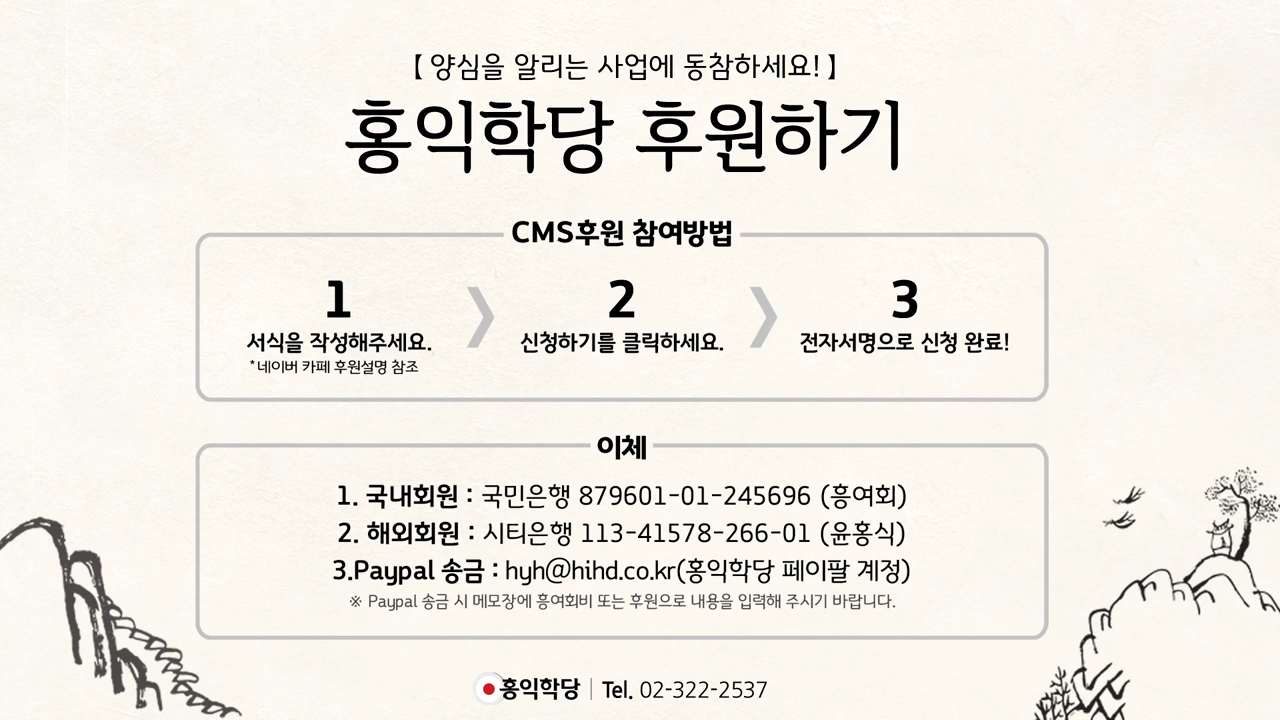 【 양심을 알리는 사업에 동참하세요! 】
홍익학당 후원하기
CMS후원 참여방법
1
서식을 작성해주세요.
*네이버 카페 후원설명 참조
2
신청하기를 클릭하세요.
3
전자서명으로 신청 완료!
이체
1. 국내회원 : 국민은행 879601-01-245696 (흥여회)
2. 해외회원 : 시티은행 113-41578-266-01 (윤홍식)
3.Paypal 송금 : hyh@hihd.co.kr(홍익학당 페이팔 계정)
※ Paypal 송금 시 메모장에 흥여회비 또는 후원으로 내용을 입력해 주시기 바랍니다.
홍익학당 | Tel. 02-322-2537